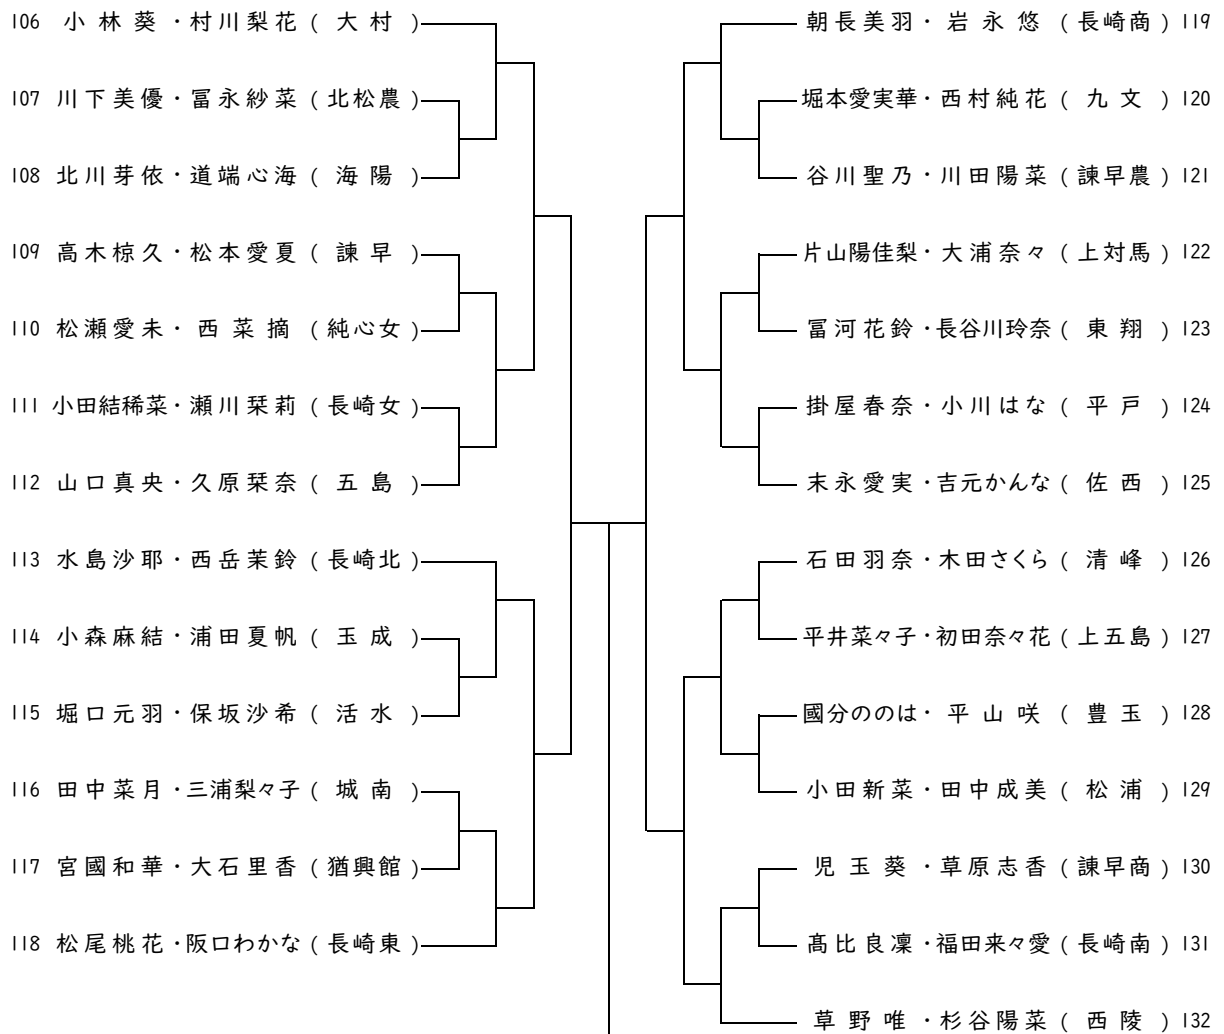 106 小林葵・村川梨花(大村)
107 川下美優・冨永紗菜(北松農)
108 北川芽依・道端心海(海陽)
109 高木椋久・松本愛夏(諫早)
110 松瀬愛未・西菜摘(純心女)
111 小田結稀菜・瀬川栞莉(長崎女)
112 山口真央・久原栞奈(五島)
113 水島沙耶・西岳茉鈴(長崎北)
114 小森麻結・浦田夏帆(玉成)
115 堀口元羽・保坂沙希(活水)
116 田中菜月・三浦梨々子(城南)
117 宮國和華・大石里香(猶興館)
118 松尾桃花・阪口わかな(長崎東)
朝長美羽・岩永悠(長崎商)119
堀本愛実華・西村純花(九文)120
谷川聖乃・川田陽菜(諫早農)121
片山陽佳梨・大浦奈々(上対馬)122
冨河花鈴・長谷川玲奈(東翔)123
掛屋春奈・小川はな(平戸)124
末永愛実・吉元かんな(佐西)125
石田羽奈・木田さくら(清峰)126
平井菜々子・初田奈々花(上五島)127
國分ののは・平山咲(豊玉)128
小田新菜・田中成美(松浦)129
児玉葵・草原志香(諫早商)130
髙比良凜・福田来々愛(長崎南)131
草野唯・杉谷陽菜(西陵)132